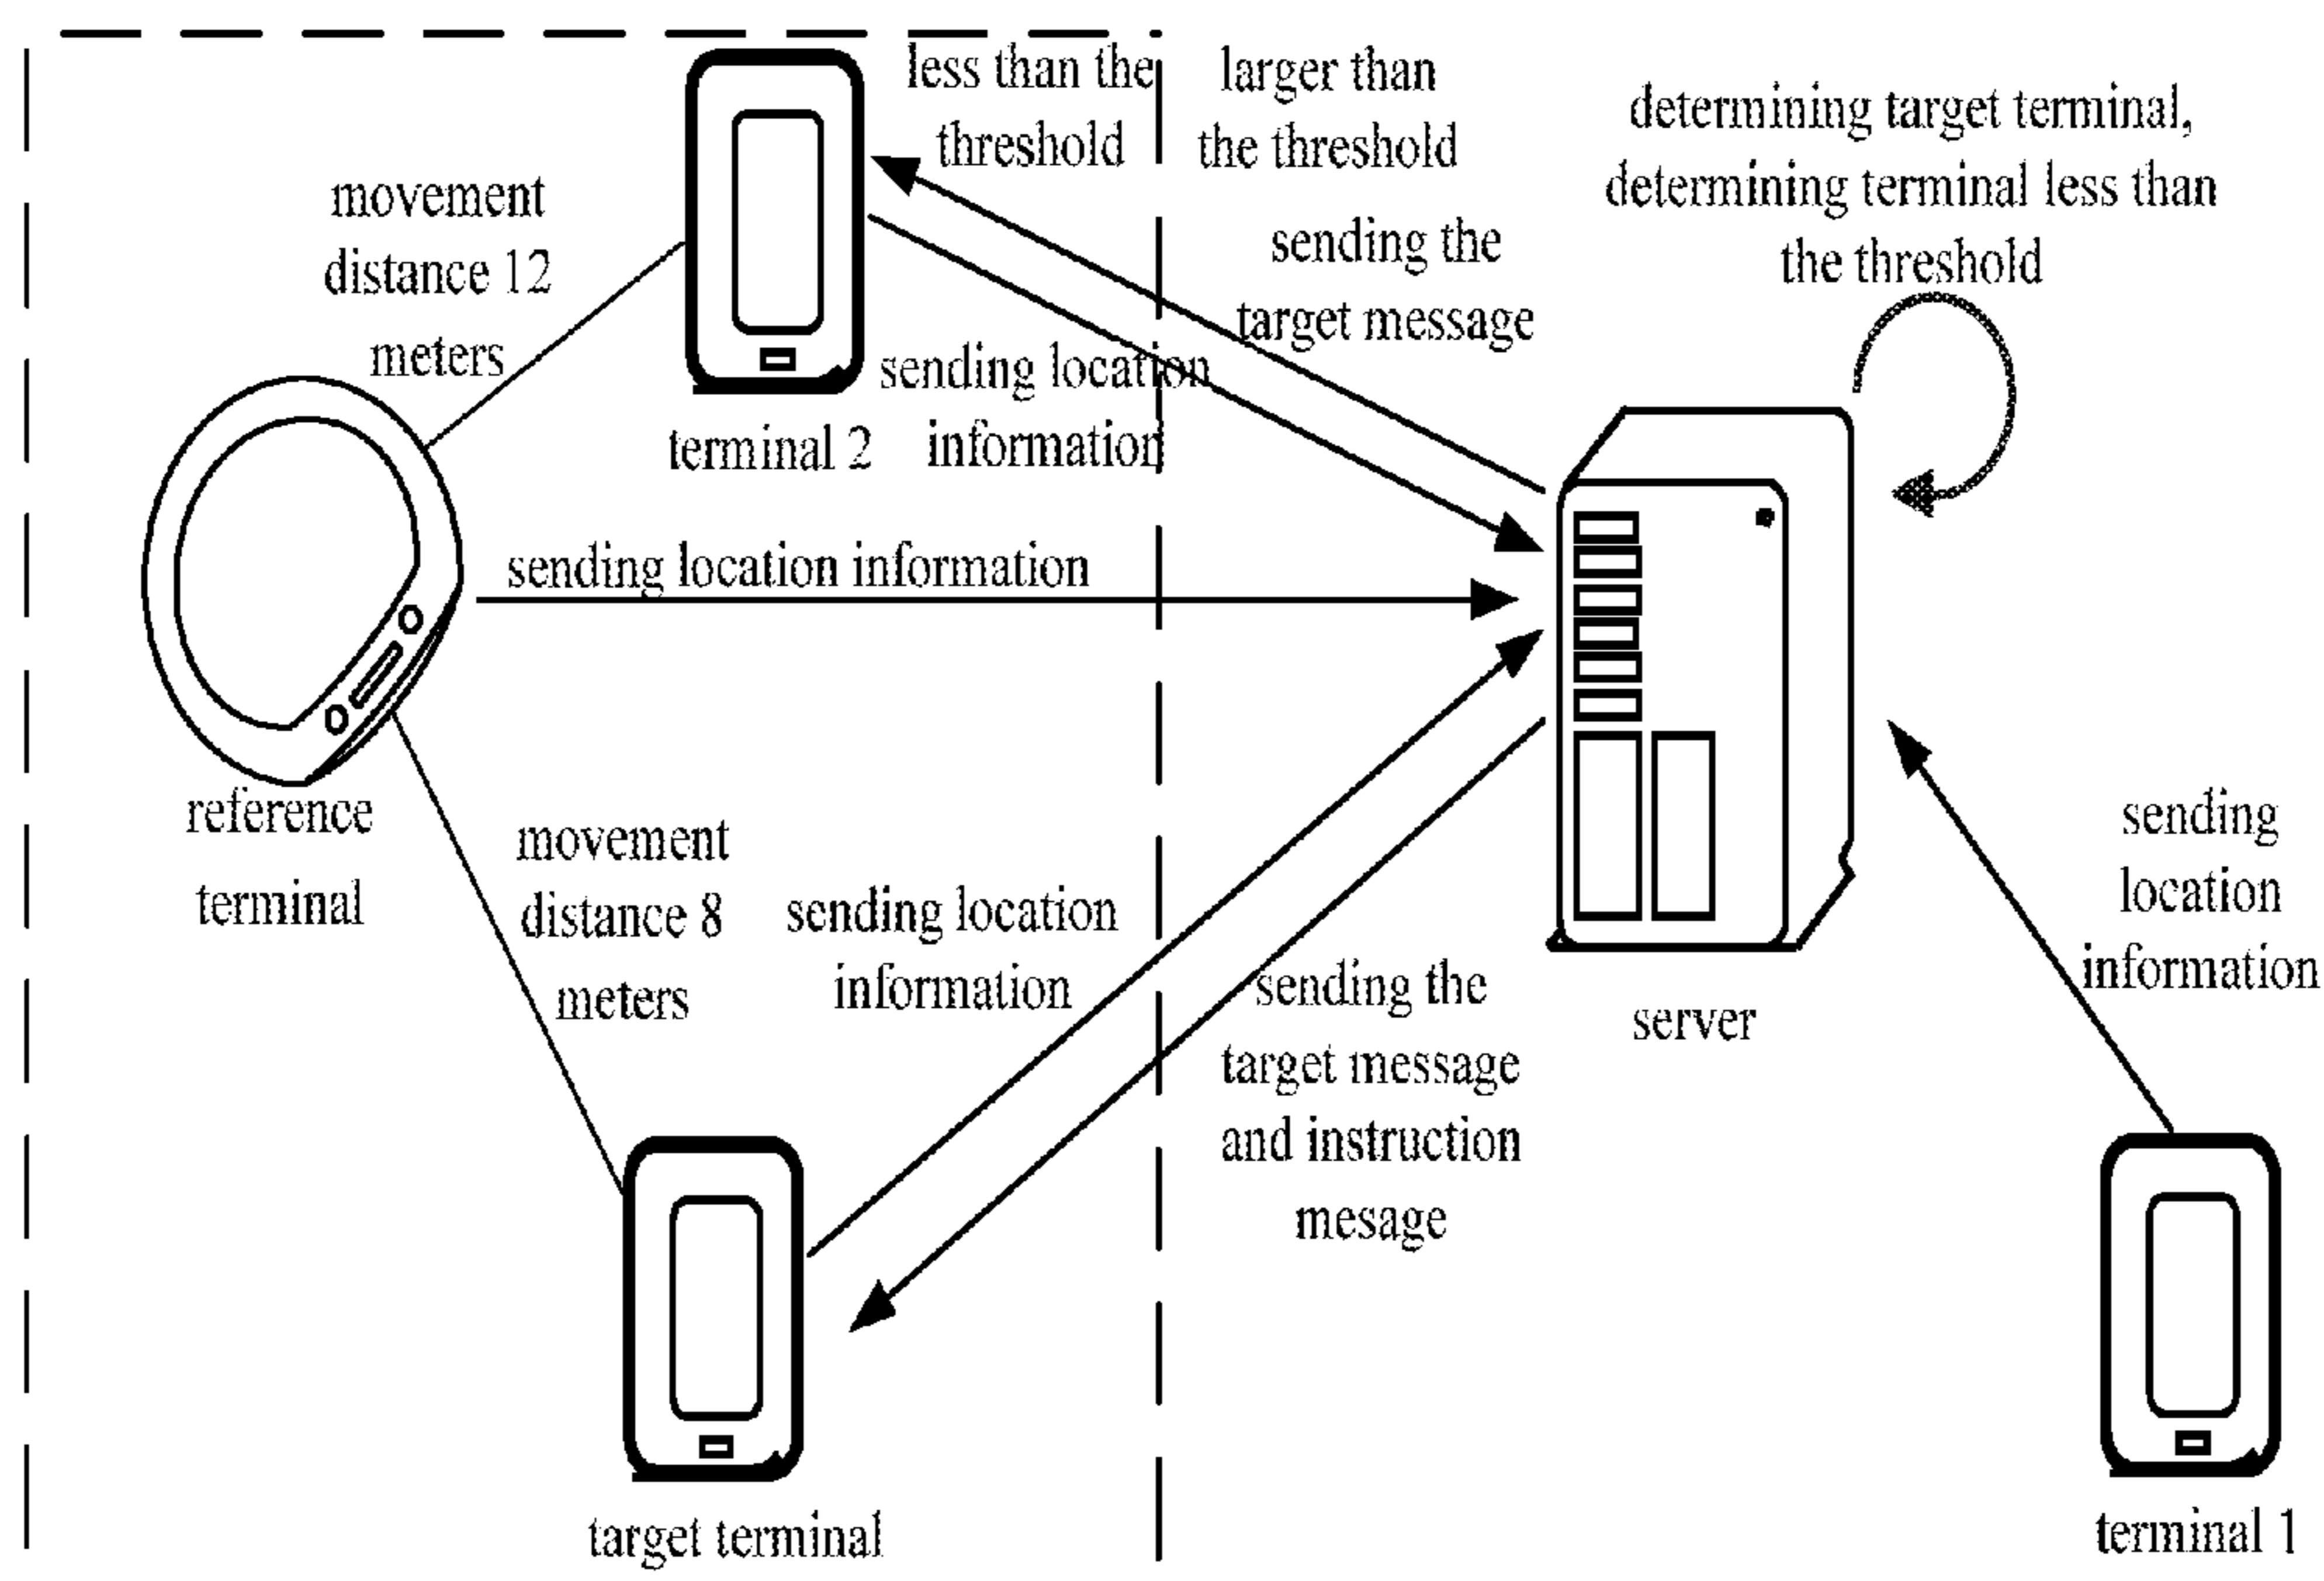 less than the
threshold
larger than
the threshold
determining target terminal,
determining terminal less than
the threshold
movement
distance 12
meters
sending the
target message
sending location
information
terminal 2
sending location information
reference
terminal
movement
distance 8
meters
sending location
information
sending the
target message
and instruction
mesage
server
sending
location
information
target terminal
terminal 1